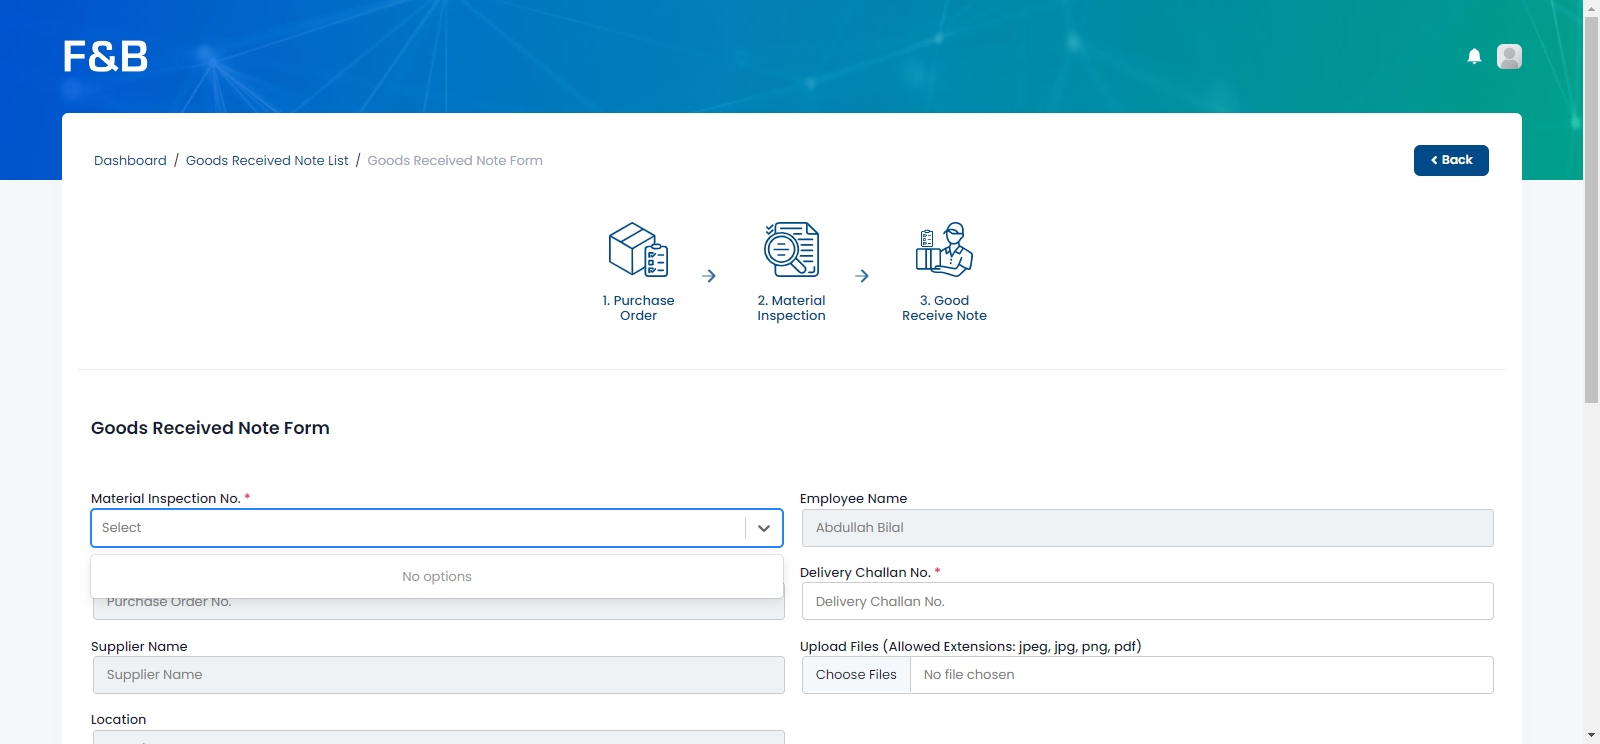 F&B
Dashboard / Goods Received Note List / Goods Received Note Form
Back
1. Purchase
Order
2. Material
Inspection
3. Good
Receive Note
Goods Received Note Form
Material Inspection No. *
Select
No options
Purchase Order No.
Employee Name
Abdullah Bilal
Delivery Challan No. *
Delivery Challan No.
Supplier Name
Supplier Name
Upload Files (Allowed Extensions: jpeg, jpg, png, pdf)
Choose Files No file chosen
Location